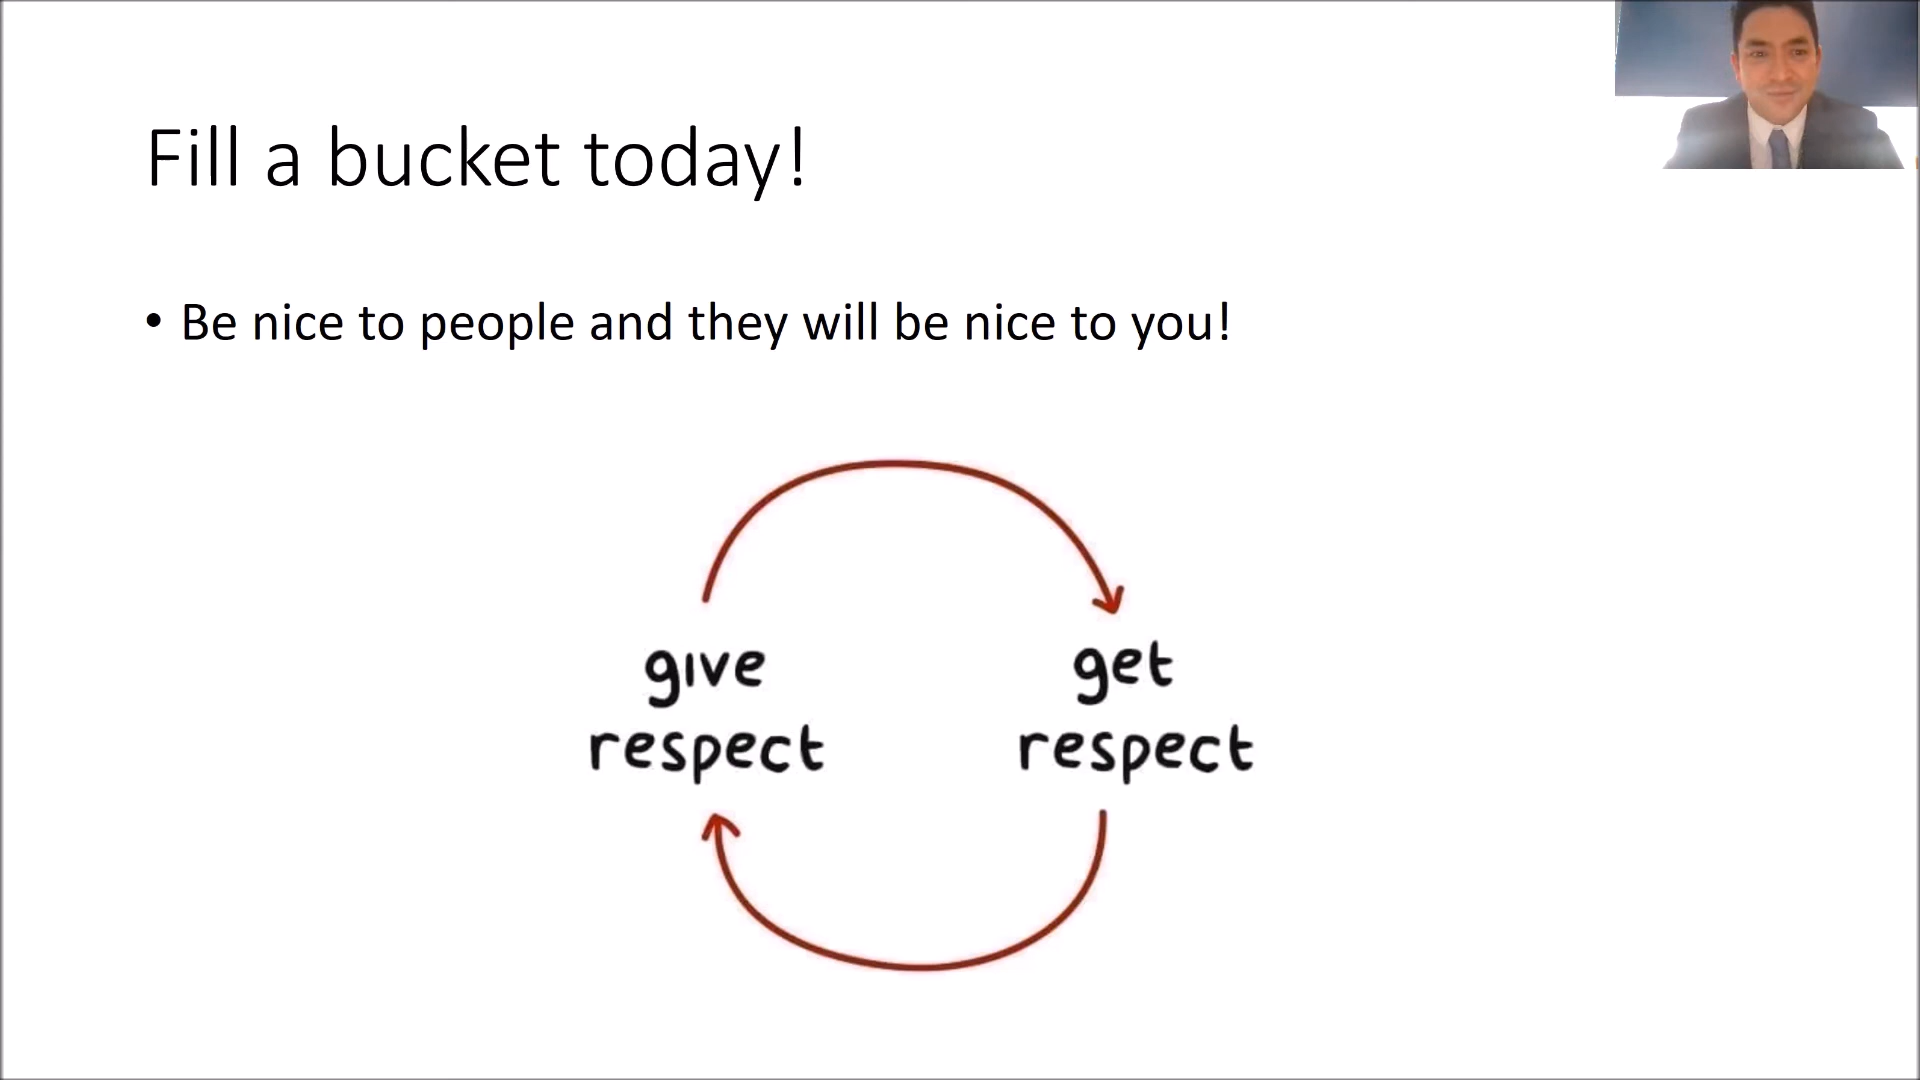 Fill a bucket today!
• Be nice to people and they will be nice to you!
give
respect
get
respect